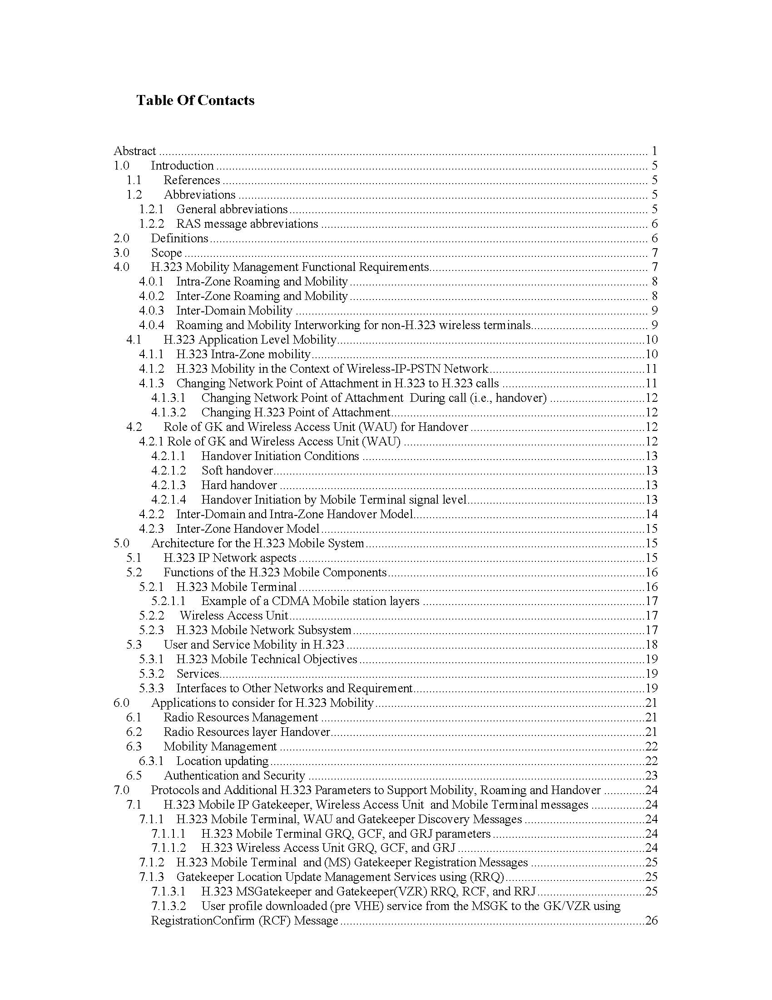 Table Of Contacts
Abstract ........ 1
1.0 Introduction ........ 5
1.1 References ........ 5
1.2 Abbreviations ........ 5
1.2.1 General abbreviations ........ 5
1.2.2 RAS message abbreviations ........ 6
2.0 Definitions ........ 6
3.0 Scope ........ 7
4.0 H.323 Mobility Management Functional Requirements ........ 7
4.0.1 Intra-Zone Roaming and Mobility ........ 8
4.0.2 Inter-Zone Roaming and Mobility ........ 8
4.0.3 Inter-Domain Mobility ........ 9
4.0.4 Roaming and Mobility Interworking for non-H.323 wireless terminals ........ 9
4.1 H.323 Application Level Mobility ........ 10
4.1.1 H.323 Intra-Zone mobility ........ 10
4.1.2 H.323 Mobility in the Context of Wireless-IP-PSTN Network ........ 11
4.1.3 Changing Network Point of Attachment in H.323 to H.323 calls ........ 11
4.1.3.1 Changing Network Point of Attachment During call (i.e., handover) ........ 12
4.1.3.2 Changing H.323 Point of Attachment ........ 12
4.2 Role of GK and Wireless Access Unit (WAU) for Handover ........ 12
4.2.1 Role of GK and Wireless Access Unit (WAU) ........ 12
4.2.1.1 Handover Initiation Conditions ........ 13
4.2.1.2 Soft handover ........ 13
4.2.1.3 Hard handover ........ 13
4.2.1.4 Handover Initiation by Mobile Terminal signal level ........ 13
4.2.2 Inter-Domain and Intra-Zone Handover Model ........ 14
4.2.3 Inter-Zone Handover Model ........ 15
5.0 Architecture for the H.323 Mobile System ........ 15
5.1 H.323 IP Network aspects ........ 15
5.2 Functions of the H.323 Mobile Components ........ 16
5.2.1 H.323 Mobile Terminal ........ 16
5.2.1.1 Example of a CDMA Mobile station layers ........ 17
5.2.2 Wireless Access Unit ........ 17
5.2.3 H.323 Mobile Network Subsystem ........ 17
5.3 User and Service Mobility in H.323 ........ 18
5.3.1 H.323 Mobile Technical Objectives ........ 19
5.3.2 Services ........ 19
5.3.3 Interfaces to Other Networks and Requirement ........ 19
6.0 Applications to consider for H.323 Mobility ........ 21
6.1 Radio Resources Management ........ 21
6.2 Radio Resources layer Handover ........ 21
6.3 Mobility Management ........ 22
6.3.1 Location updating ........ 22
6.5 Authentication and Security ........ 23
7.0 Protocols and Additional H.323 Parameters to Support Mobility, Roaming and Handover ........ 24
7.1 H.323 Mobile IP Gatekeeper, Wireless Access Unit and Mobile Terminal messages ........ 24
7.1.1 H.323 Mobile Terminal, WAU and Gatekeeper Discovery Messages ........ 24
7.1.1.1 H.323 Mobile Terminal GRQ, GCF, and GRJ parameters ........ 24
7.1.1.2 H.323 Wireless Access Unit GRQ, GCF, and GRJ ........ 24
7.1.2 H.323 Mobile Terminal and (MS) Gatekeeper Registration Messages ........ 25
7.1.3 Gatekeeper Location Update Management Services using (RRQ) ........ 25
7.1.3.1 H.323 MSGatekeeper and Gatekeeper(VZR) RRQ, RCF, and RRJ ........ 25
7.1.3.2 User profile downloaded (pre VHE) service from the MSGK to the GK/VZR using
RegistrationConfirm (RCF) Message ........ 26